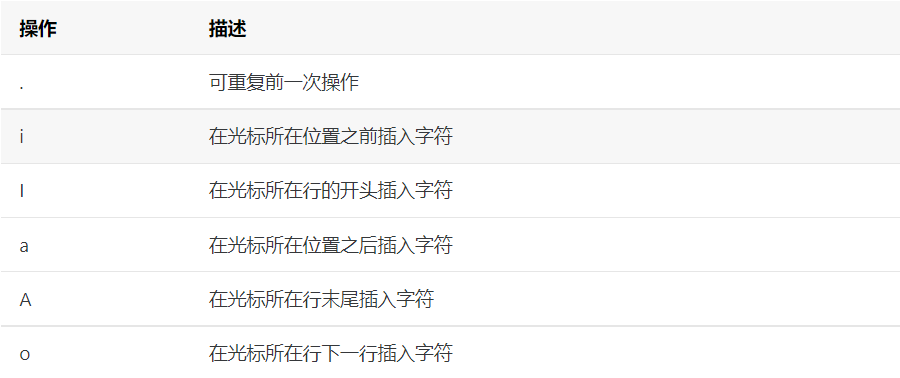 操作 描述
. 可重复前一次操作
i 在光标所在位置之前插入字符
I 在光标所在行的开头插入字符
a 在光标所在位置之后插入字符
A 在光标所在行末尾插入字符
o 在光标所在行下一行插入字符